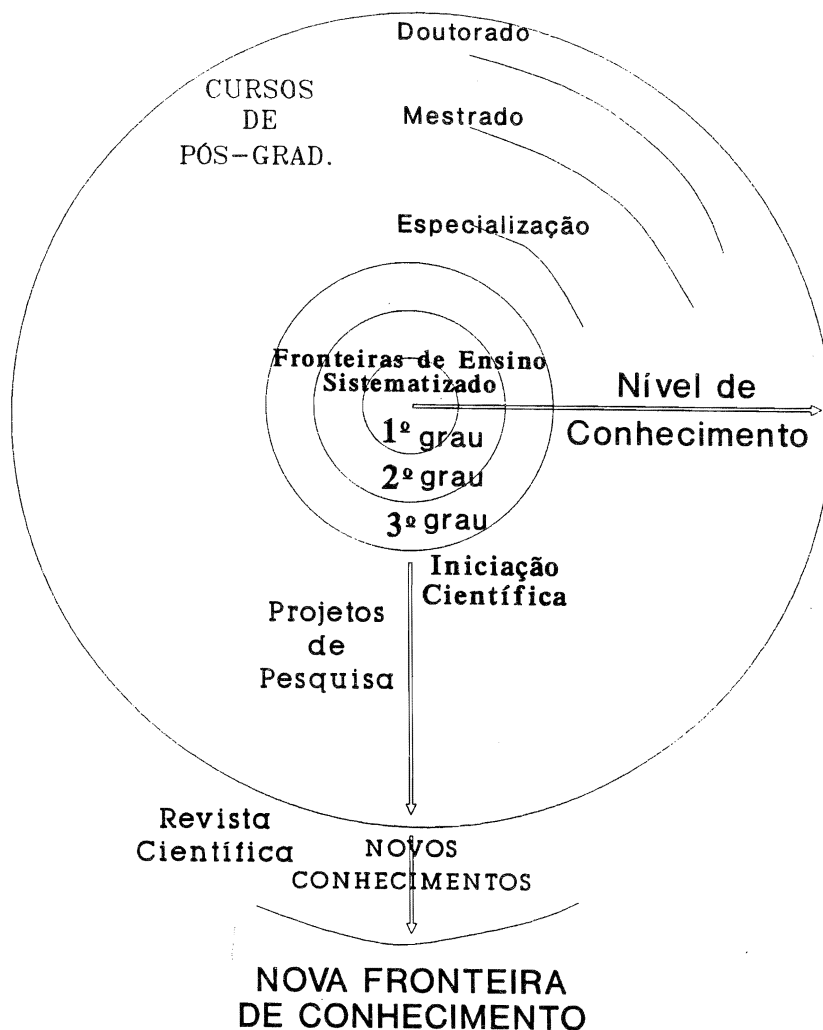 Doutorado
CURSOS
DE
PÓS-GRAD.
Mestrado
Especialização
Fronteiras de Ensino
Sistematizado
Nível de
Conhecimento
1º grau
2º grau
3º grau
Iniciação
Científica
Projetos
de
Pesquisa
Revista
Científica
NOVOS
CONHECIMENTOS
NOVA FRONTEIRA
DE CONHECIMENTO